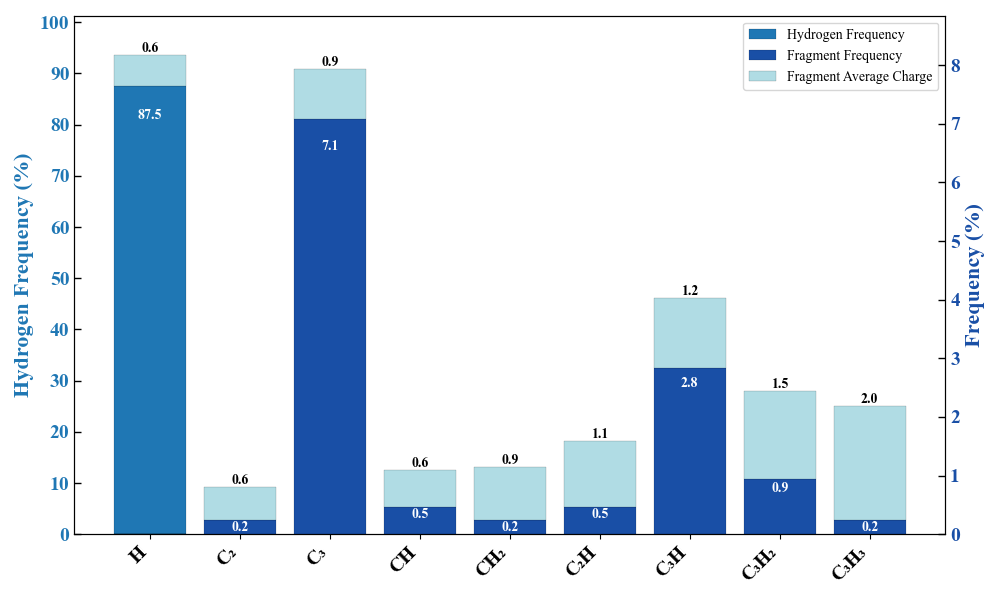 Hydrogen Frequency (%)
100
90
80
70
60
50
40
30
20
10
0
Hydrogen Frequency
Fragment Frequency
Fragment Average Charge
0.6
87.5
0.6
0.2
0.9
7.1
0.6
0.5
0.9
0.2
1.1
0.5
1.2
2.8
1.5
0.9
2.0
0.2
8
7
6
5
4
3
2
1
0
Frequency (%)
H
C₂
C₃
CH
CH₂
C₂H
C₃H
C₃H₂
C₃H₃